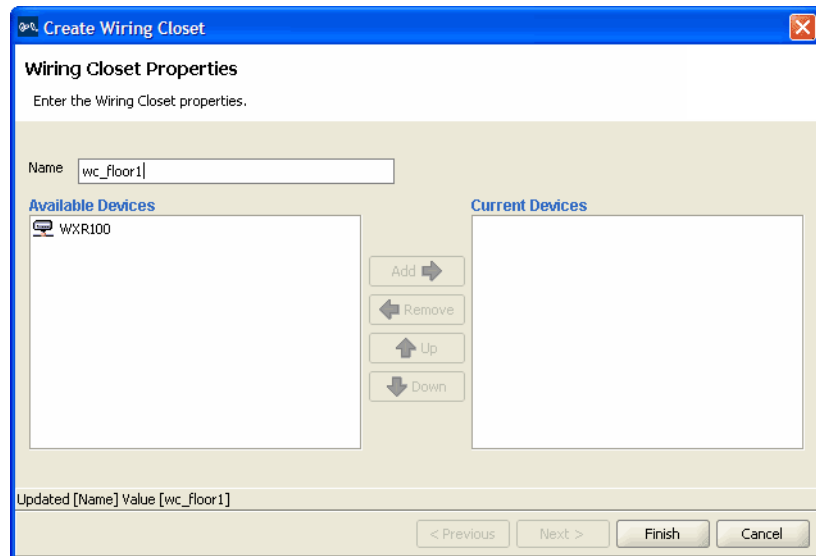 Create Wiring Closet
Wiring Closet Properties
Enter the Wiring Closet properties.
Name wc_floor1
Available Devices Current Devices
WXR100
Add
Remove
Up
Down
Updated [Name] Value [wc_floor1]
< Previous Next > Finish Cancel